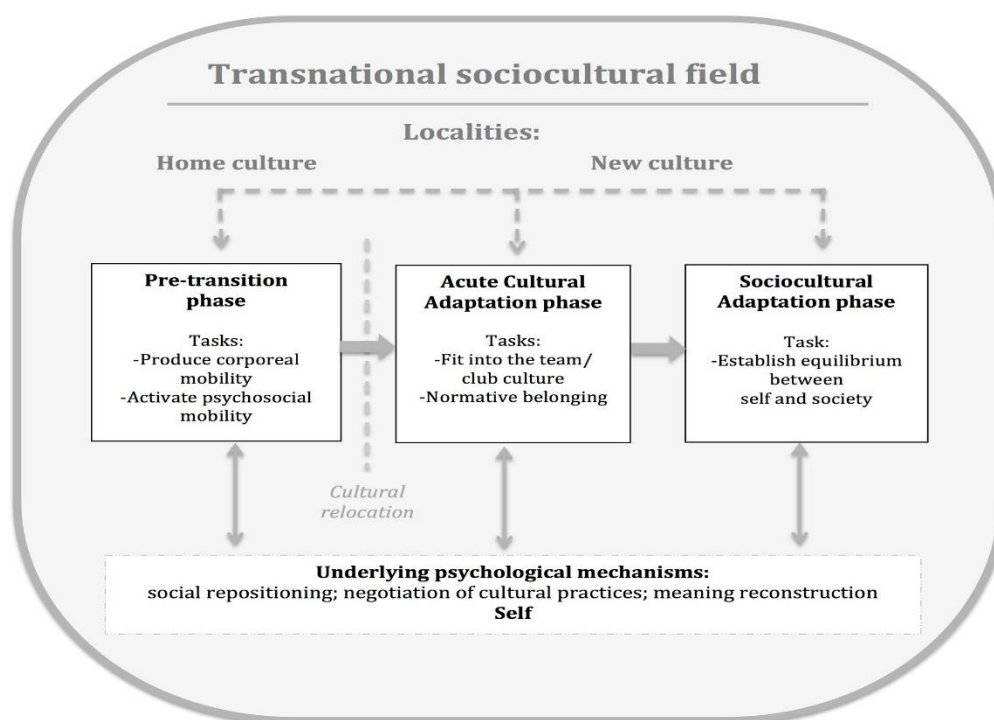 Transnational sociocultural field
Localities:
Home culture
New culture
Pre-transition
phase
Tasks:
-Produce corporeal
mobility
-Activate psychosocial
mobility
Cultural
relocation
Acute Cultural
Adaptation phase
Tasks:
-Fit into the team/
club culture
-Normative belonging
Sociocultural
Adaptation phase
Task:
-Establish equilibrium
between
self and society
Underlying psychological mechanisms:
social repositioning; negotiation of cultural practices; meaning reconstruction
Self